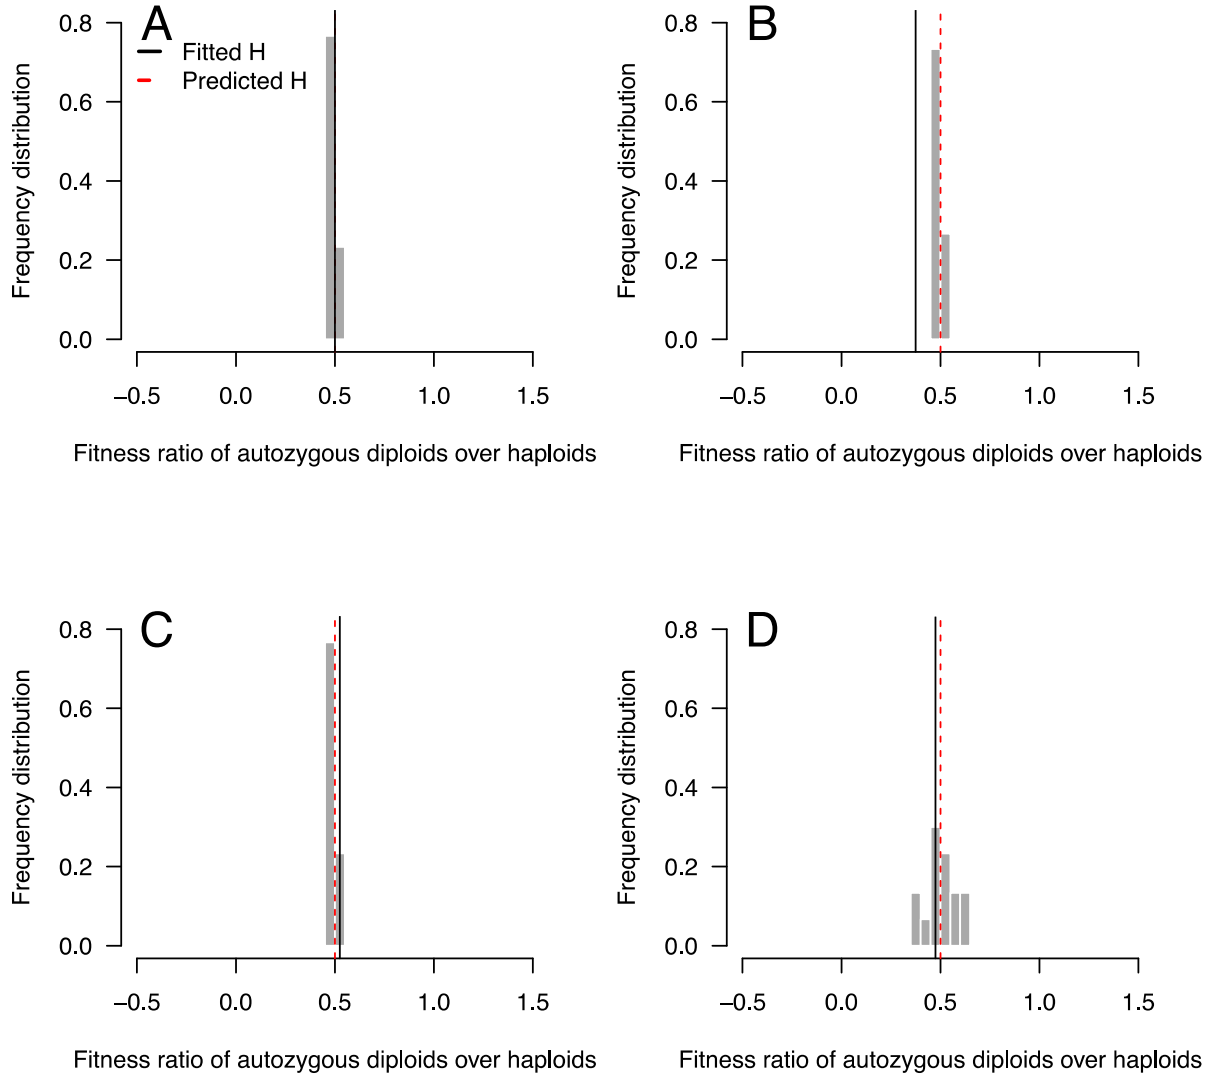 A
Fitted H
Predicted H
Frequency distribution
0.8
0.6
0.4
0.2
0.0
−0.5 0.0 0.5 1.0 1.5
Fitness ratio of autozygous diploids over haploids
B
Frequency distribution
0.8
0.6
0.4
0.2
0.0
−0.5 0.0 0.5 1.0 1.5
Fitness ratio of autozygous diploids over haploids
C
Frequency distribution
0.8
0.6
0.4
0.2
0.0
−0.5 0.0 0.5 1.0 1.5
Fitness ratio of autozygous diploids over haploids
D
Frequency distribution
0.8
0.6
0.4
0.2
0.0
−0.5 0.0 0.5 1.0 1.5
Fitness ratio of autozygous diploids over haploids